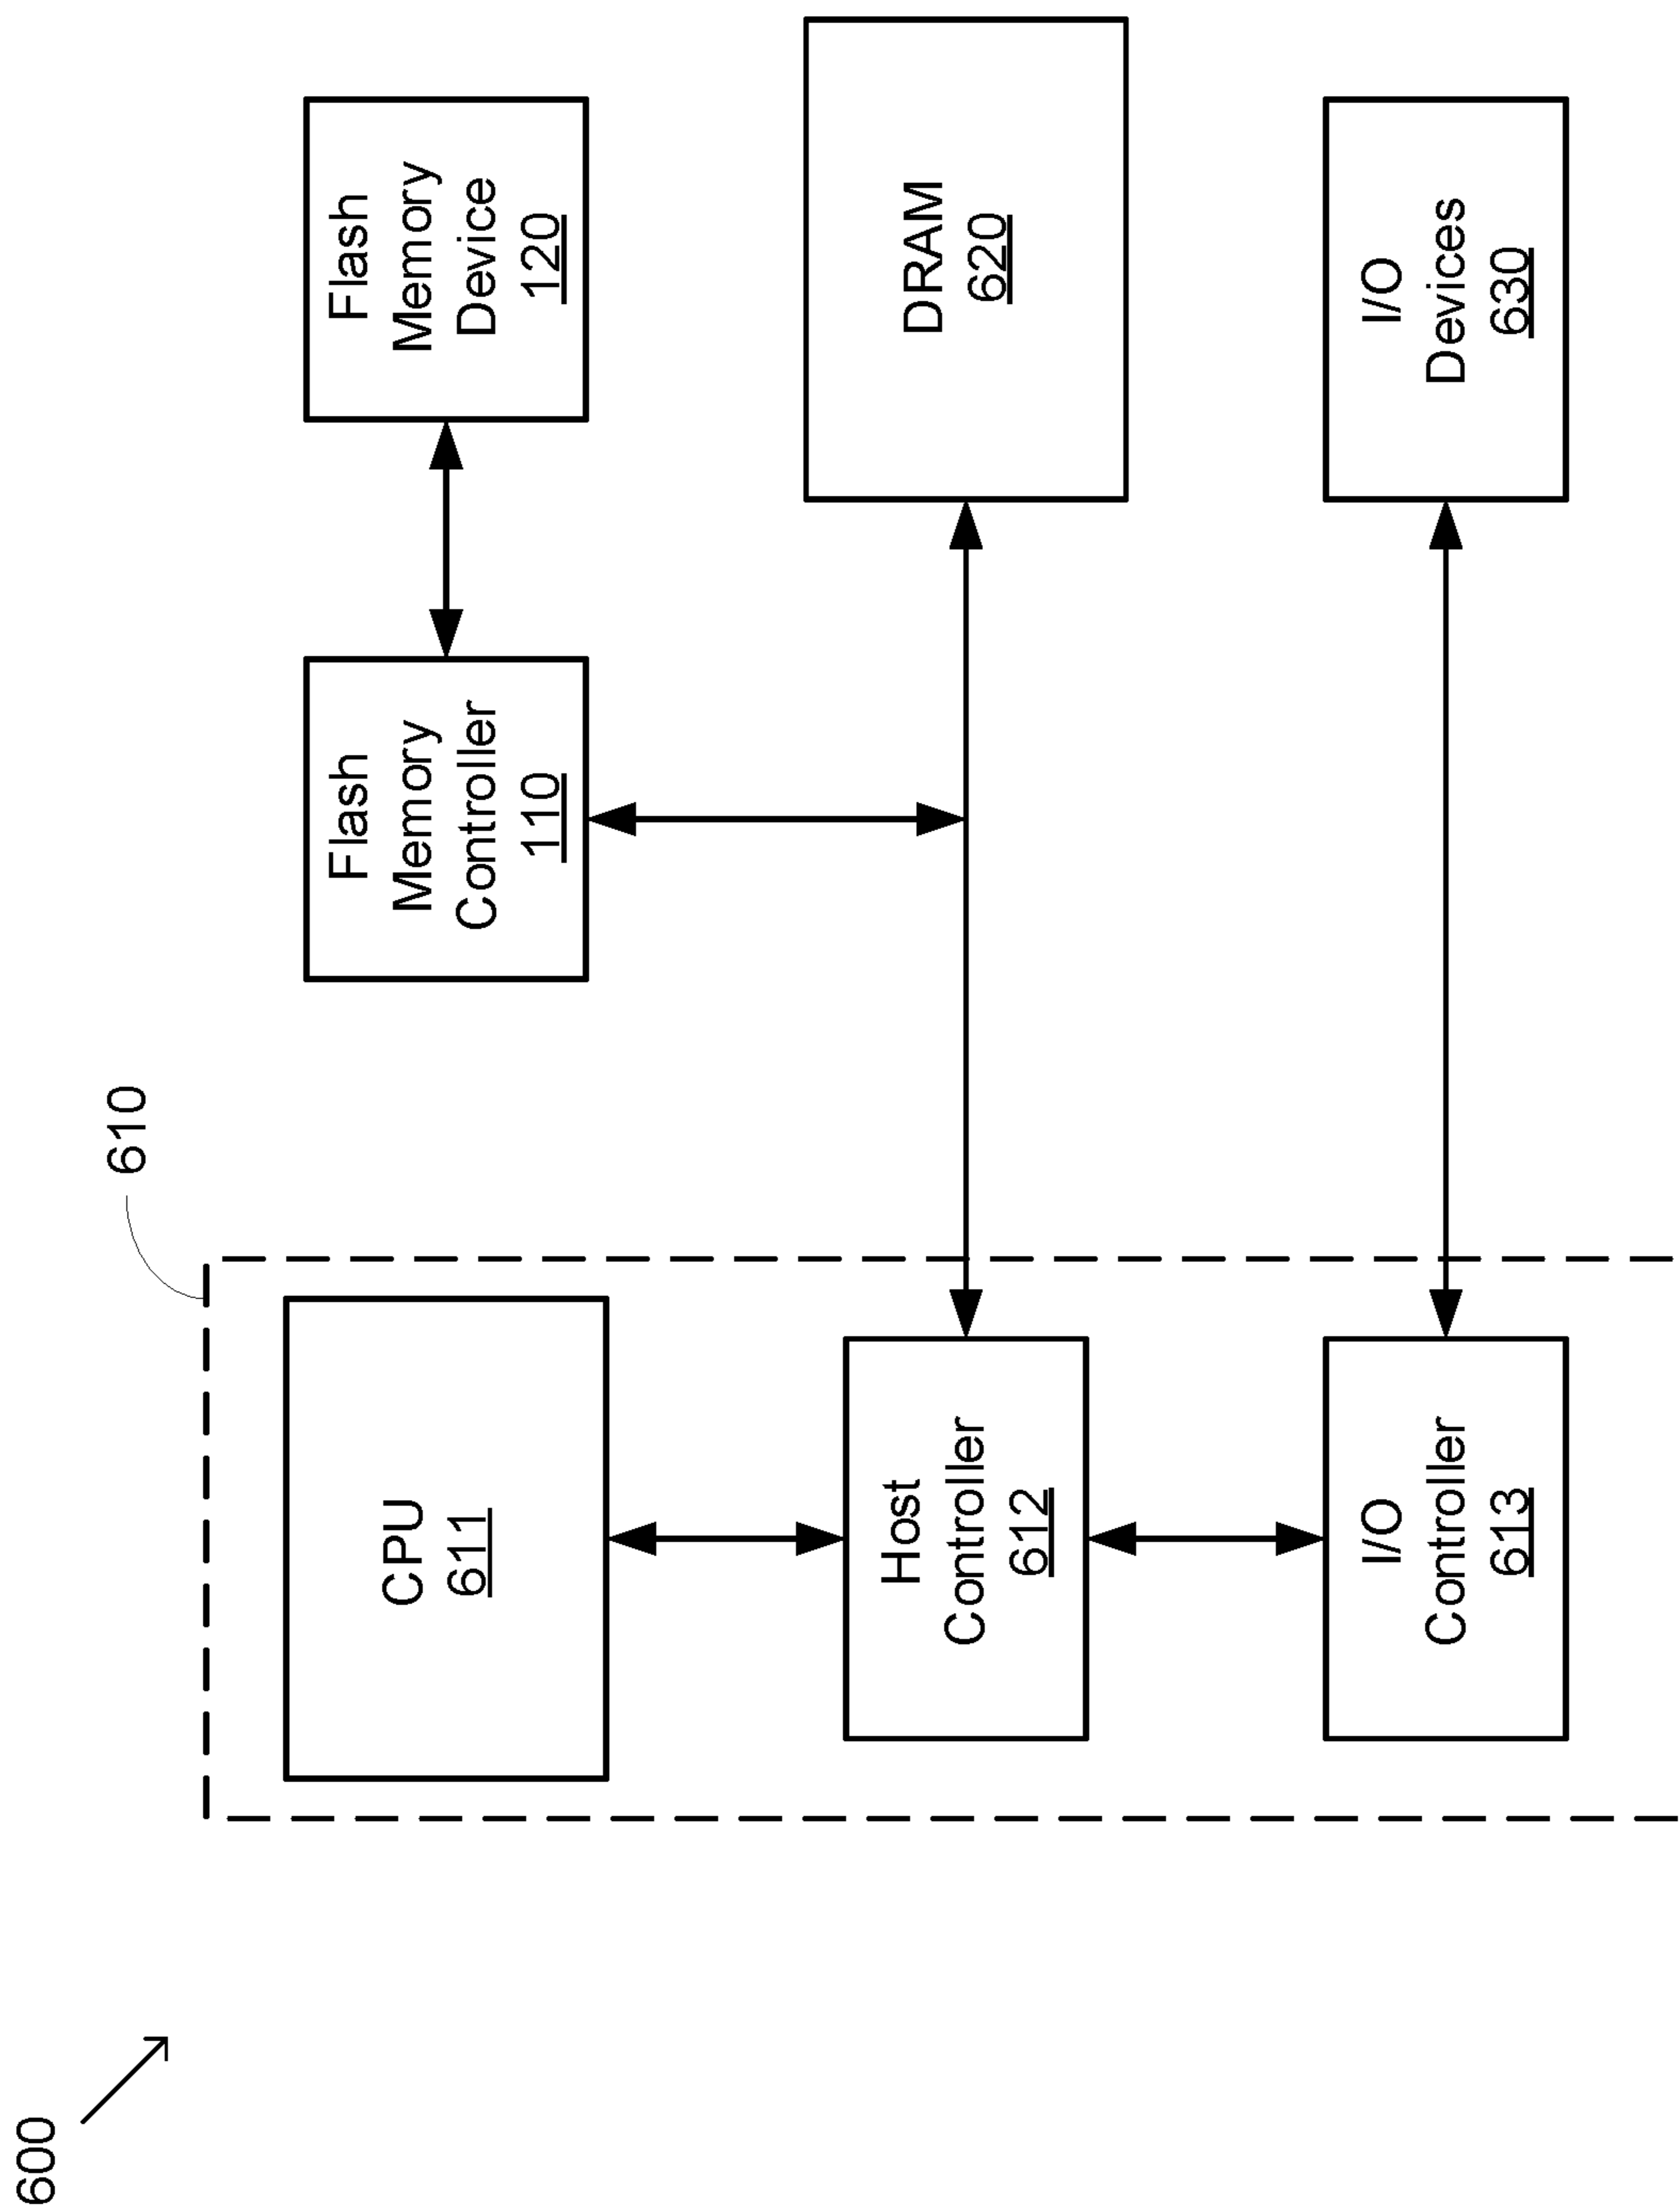 600
610
CPU
611
Host
Controller
612
I/O
Controller
613
Flash
Memory
Controller
110
Flash
Memory
Device
120
DRAM
620
I/O
Devices
630